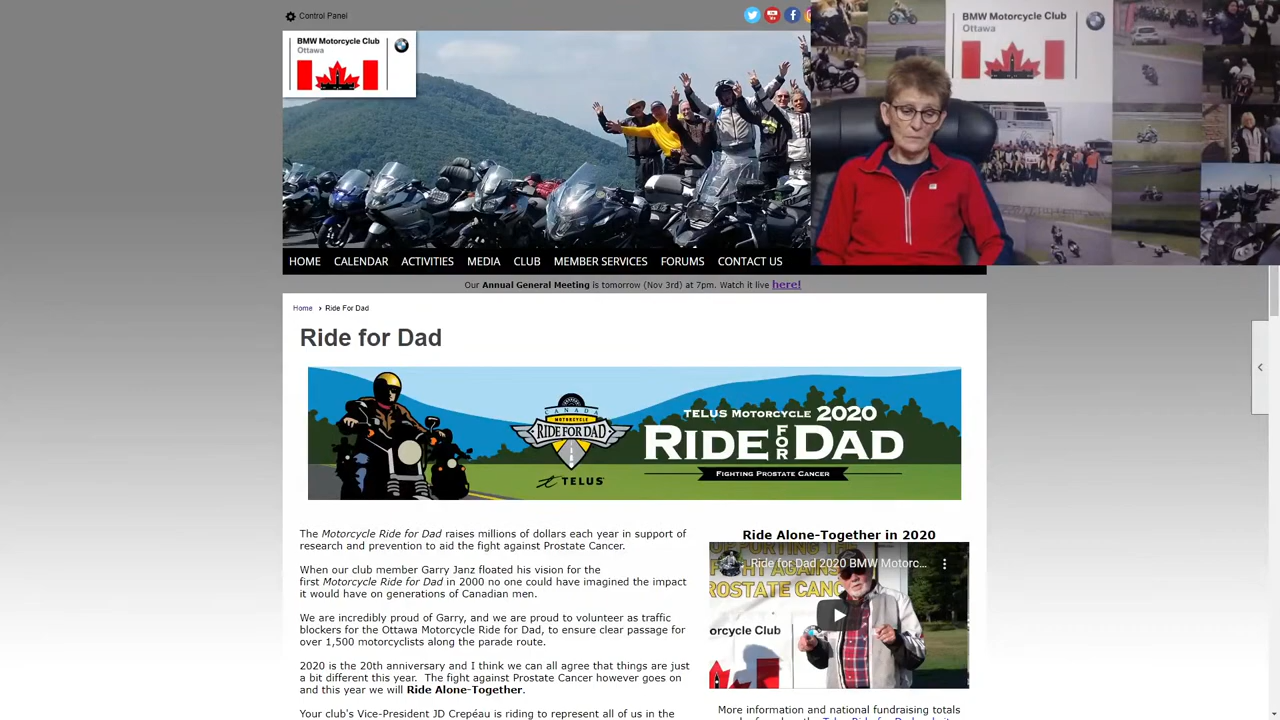 Control Panel
BMW Motorcycle Club
Ottawa
BMW Motorcycle Club
Ottawa
HOME CALENDAR ACTIVITIES MEDIA CLUB MEMBER SERVICES FORUMS CONTACT US
Our Annual General Meeting is tomorrow (Nov 3rd) at 7pm. Watch it live here!
Home › Ride For Dad
Ride for Dad
CANADA
MOTORCYCLE
RIDE FOR DAD
TELUS
TELUS MOTORCYCLE 2020
RIDE FOR DAD
FIGHTING PROSTATE CANCER
The Motorcycle Ride for Dad raises millions of dollars each year in support of
research and prevention to aid the fight against Prostate Cancer.
When our club member Garry Janz floated his vision for the
first Motorcycle Ride for Dad in 2000 no one could have imagined the impact
it would have on generations of Canadian men.
We are incredibly proud of Garry, and we are proud to volunteer as traffic
blockers for the Ottawa Motorcycle Ride for Dad, to ensure clear passage for
over 1,500 motorcyclists along the parade route.
2020 is the 20th anniversary and I think we can all agree that things are just
a bit different this year. The fight against Prostate Cancer however goes on
and this year we will Ride Alone-Together.
Your club's Vice-President JD Crepéau is riding to represent all of us in the
Ride Alone-Together in 2020
Ride for Dad 2020 BMW Motorc...
PROSTATE CANC
orcycle Club
More information and national fundraising totals